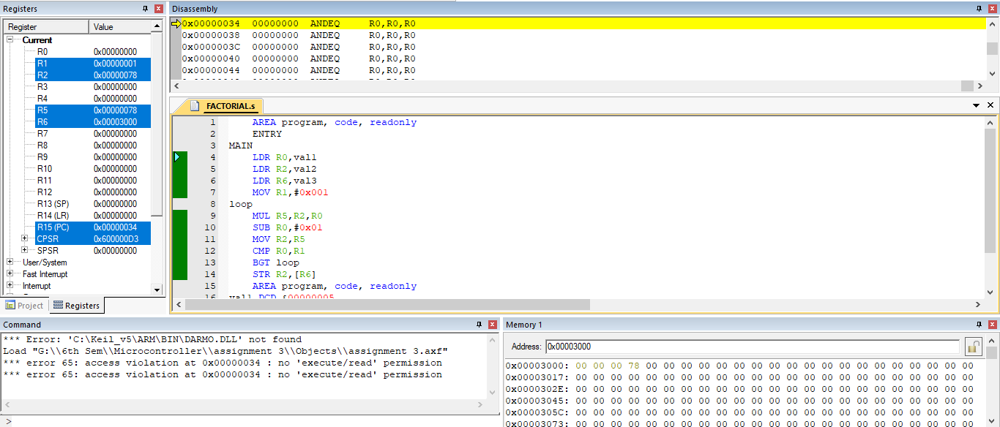 Registers
Register Value
Current
R0 0x00000000
R1 0x00000001
R2 0x00000078
R3 0x00000000
R4 0x00000000
R5 0x00000078
R6 0x00003000
R7 0x00000000
R8 0x00000000
R9 0x00000000
R10 0x00000000
R11 0x00000000
R12 0x00000000
R13 (SP) 0x00000000
R14 (LR) 0x00000000
R15 (PC) 0x00000034
CPSR 0x600000D3
SPSR 0x00000000
User/System
Fast Interrupt
Interrupt
Project Registers
Disassembly
0x00000034 00000000 ANDEQ R0,R0,R0
0x00000038 00000000 ANDEQ R0,R0,R0
0x0000003C 00000000 ANDEQ R0,R0,R0
0x00000040 00000000 ANDEQ R0,R0,R0
0x00000044 00000000 ANDEQ R0,R0,R0
FACTORIAL.s
1 AREA program, code, readonly
2 ENTRY
3 MAIN
4 LDR R0,val1
5 LDR R2,val2
6 LDR R6,val3
7 MOV R1,#0x001
8 loop
9 MUL R5,R2,R0
10 SUB R0,#0x01
11 MOV R2,R5
12 CMP R0,R1
13 BGT loop
14 STR R2,[R6]
15 AREA program, code, readonly
16 val1 DCD &00000005
Command
*** Error: 'C:\Keil_v5\ARM\BIN\DARMO.DLL' not found
Load "G:\\6th Sem\\Microcontroller\\assignment 3\\Objects\\assignment 3.axf"
*** error 65: access violation at 0x00000034 : no 'execute/read' permission
*** error 65: access violation at 0x00000034 : no 'execute/read' permission
>
Memory 1
Address: 0x00003000
0x00003000: 00 00 00 78 00 00 00 00 00 00 00 00 00 00 00 00 00 00 00 00 00 00 00
0x00003017: 00 00 00 00 00 00 00 00 00 00 00 00 00 00 00 00 00 00 00 00 00 00 00
0x0000302E: 00 00 00 00 00 00 00 00 00 00 00 00 00 00 00 00 00 00 00 00 00 00 00
0x00003045: 00 00 00 00 00 00 00 00 00 00 00 00 00 00 00 00 00 00 00 00 00 00 00
0x0000305C: 00 00 00 00 00 00 00 00 00 00 00 00 00 00 00 00 00 00 00 00 00 00 00
0x00003073: 00 00 00 00 00 00 00 00 00 00 00 00 00 00 00 00 00 00 00 00 00 00 00